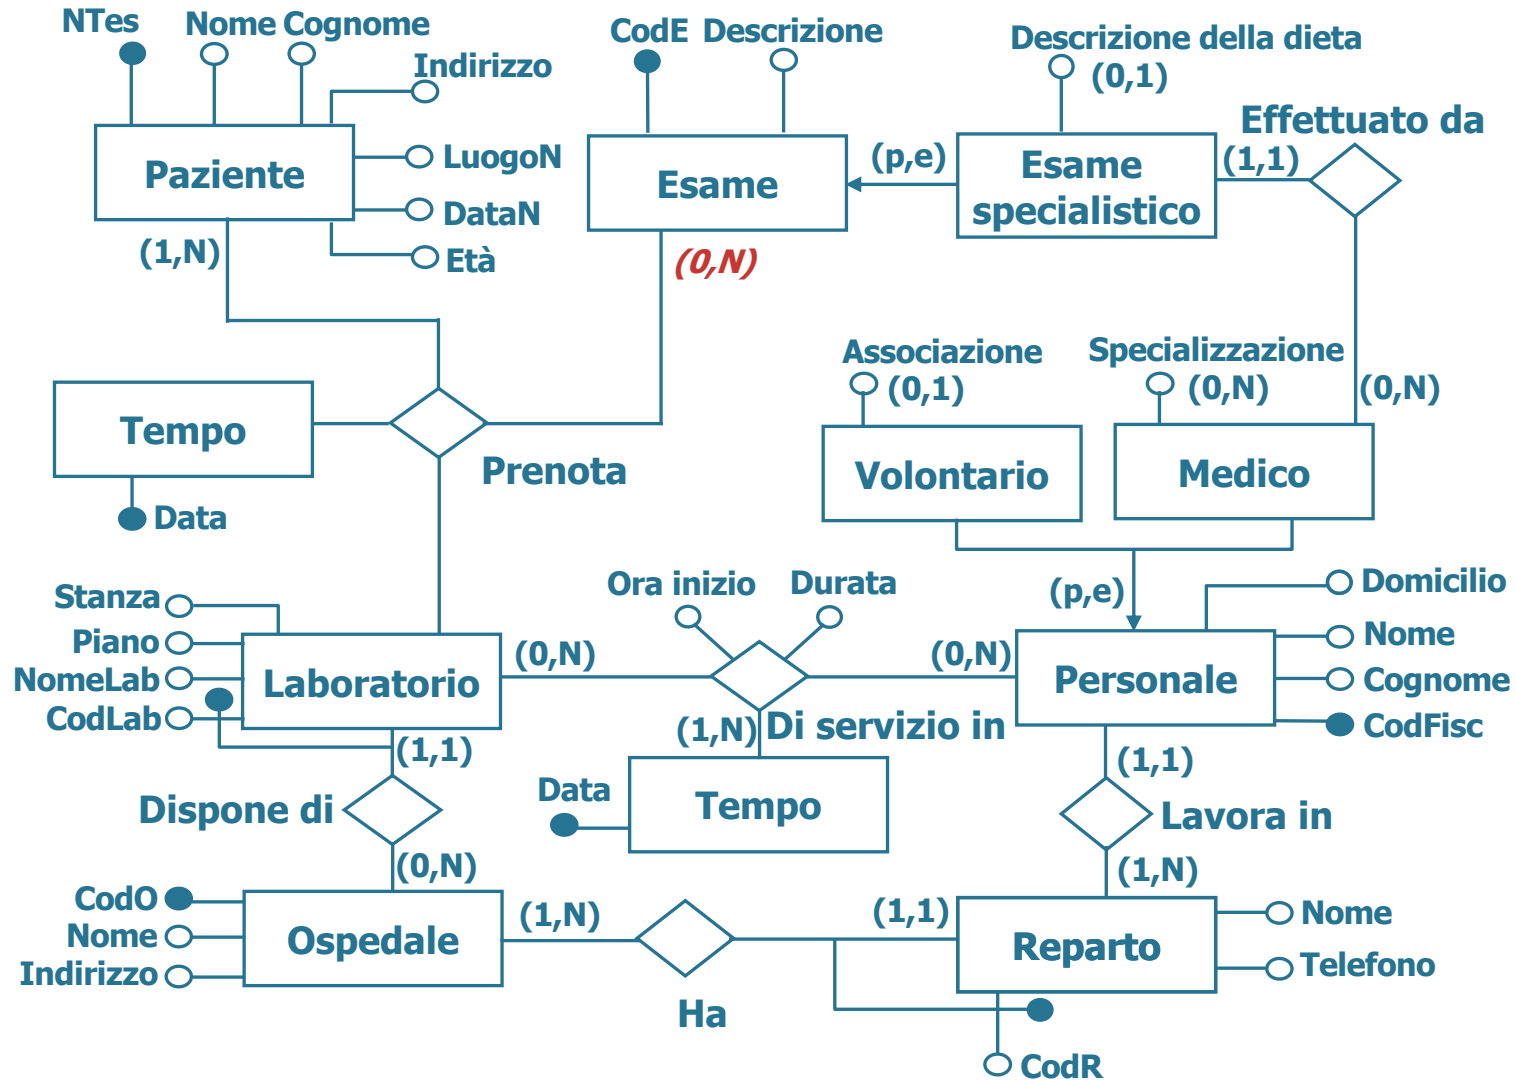 NTes
Nome Cognome
Indirizzo
Paziente
LuogoN
DataN
Età
(1,N)
CodE Descrizione
Esame
(0,N)
(p,e)
Descrizione della dieta
(0,1)
Esame
specialistico
Effettuato da
(1,1)
(0,N)
Associazione
(0,1)
Volontario
Specializzazione
(0,N)
Medico
Tempo
Data
Prenota
(p,e)
Domicilio
Nome
Cognome
CodFisc
Personale
Stanza
Piano
NomeLab
CodLab
Laboratorio
(0,N)
Ora inizio
Durata
(0,N)
Di servizio in
(1,N)
Data
Tempo
(1,1)
Dispone di
(0,N)
(1,1)
Lavora in
(1,N)
CodO
Nome
Indirizzo
Ospedale
(1,N)
Ha
(1,1)
Reparto
Nome
Telefono
CodR